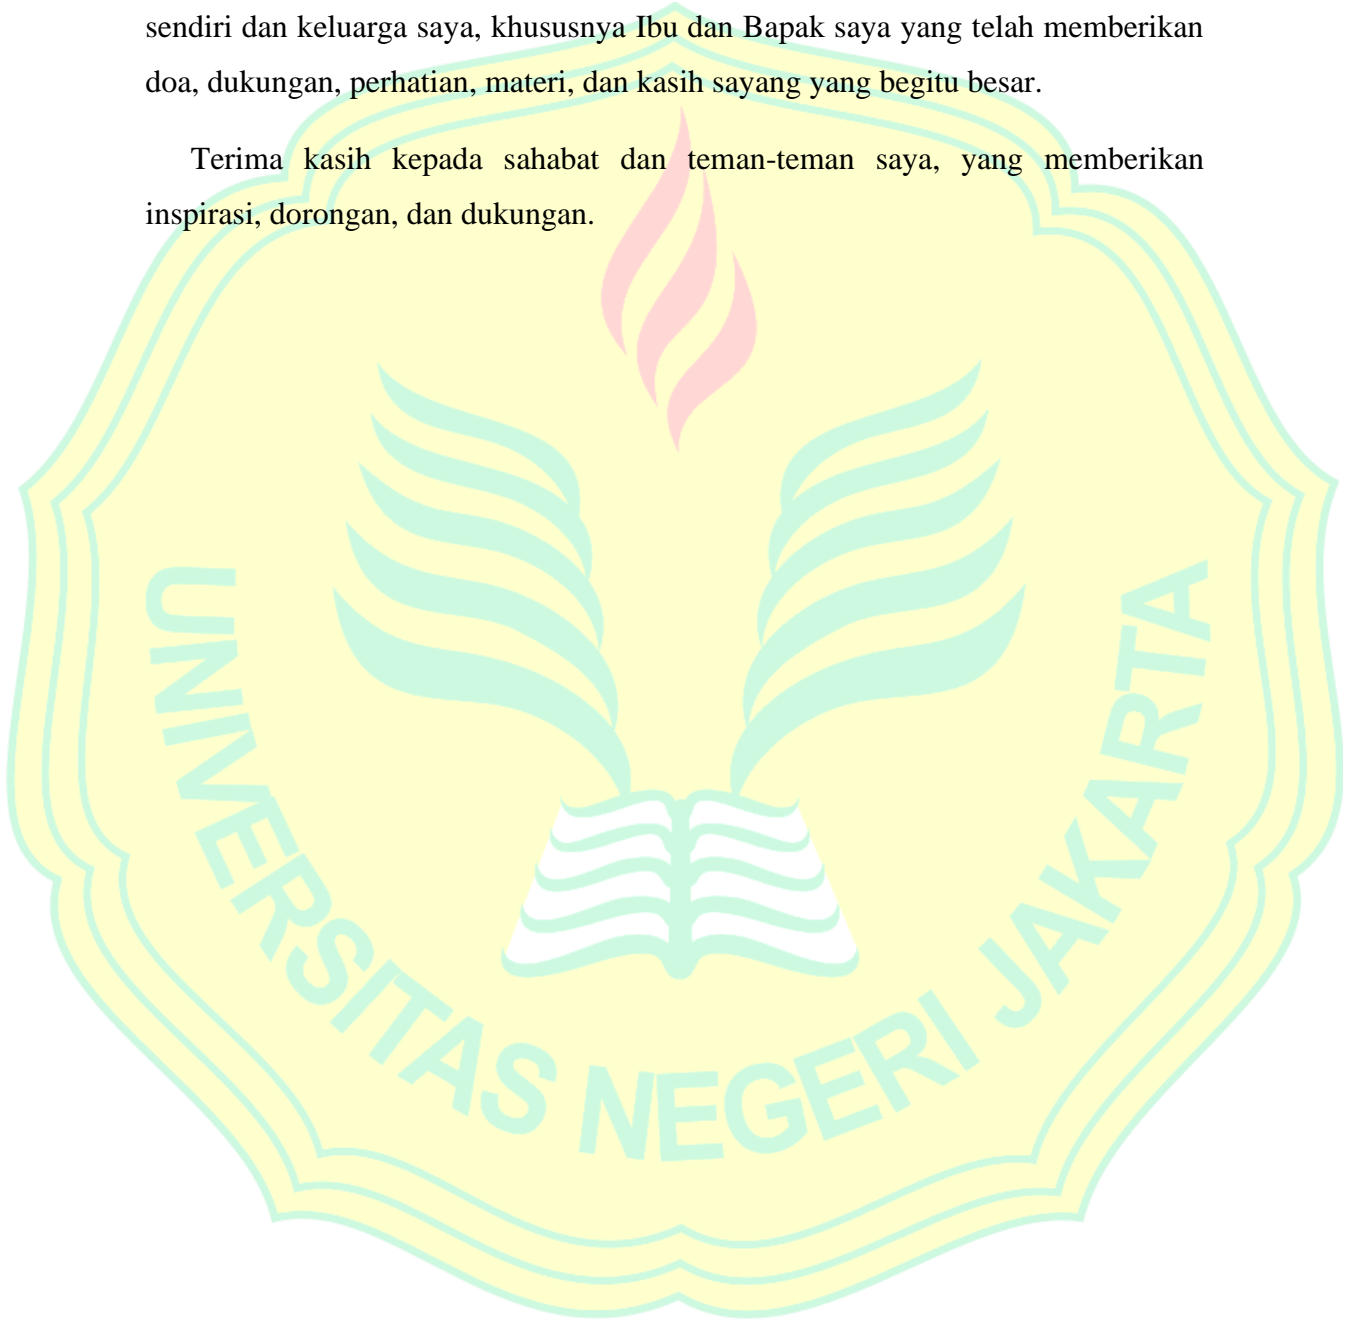 sendiri dan keluarga saya, khususnya Ibu dan Bapak saya yang telah memberikan
doa, dukungan, perhatian, materi, dan kasih sayang yang begitu besar.
Terima kasih kepada sahabat dan teman-teman saya, yang memberikan
inspirasi, dorongan, dan dukungan.
UNIVERSITAS NEGERI JAKARTA